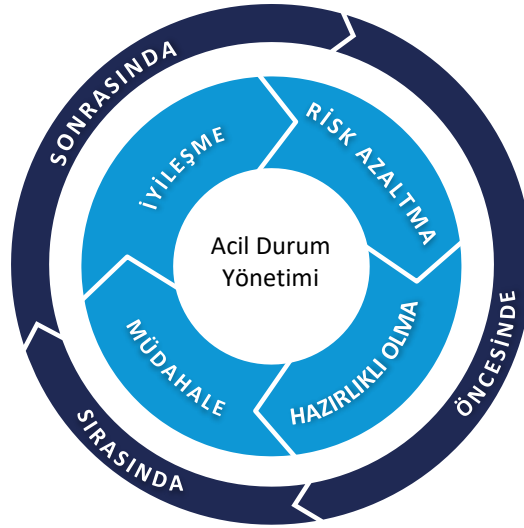 SONRASINDA
İYİLEŞME
RİSK AZALTMA
Acil Durum
Yönetimi
MÜDAHALE
HAZIRLIKLI OLMA
ÖNCESİNDE
SIRASINDA